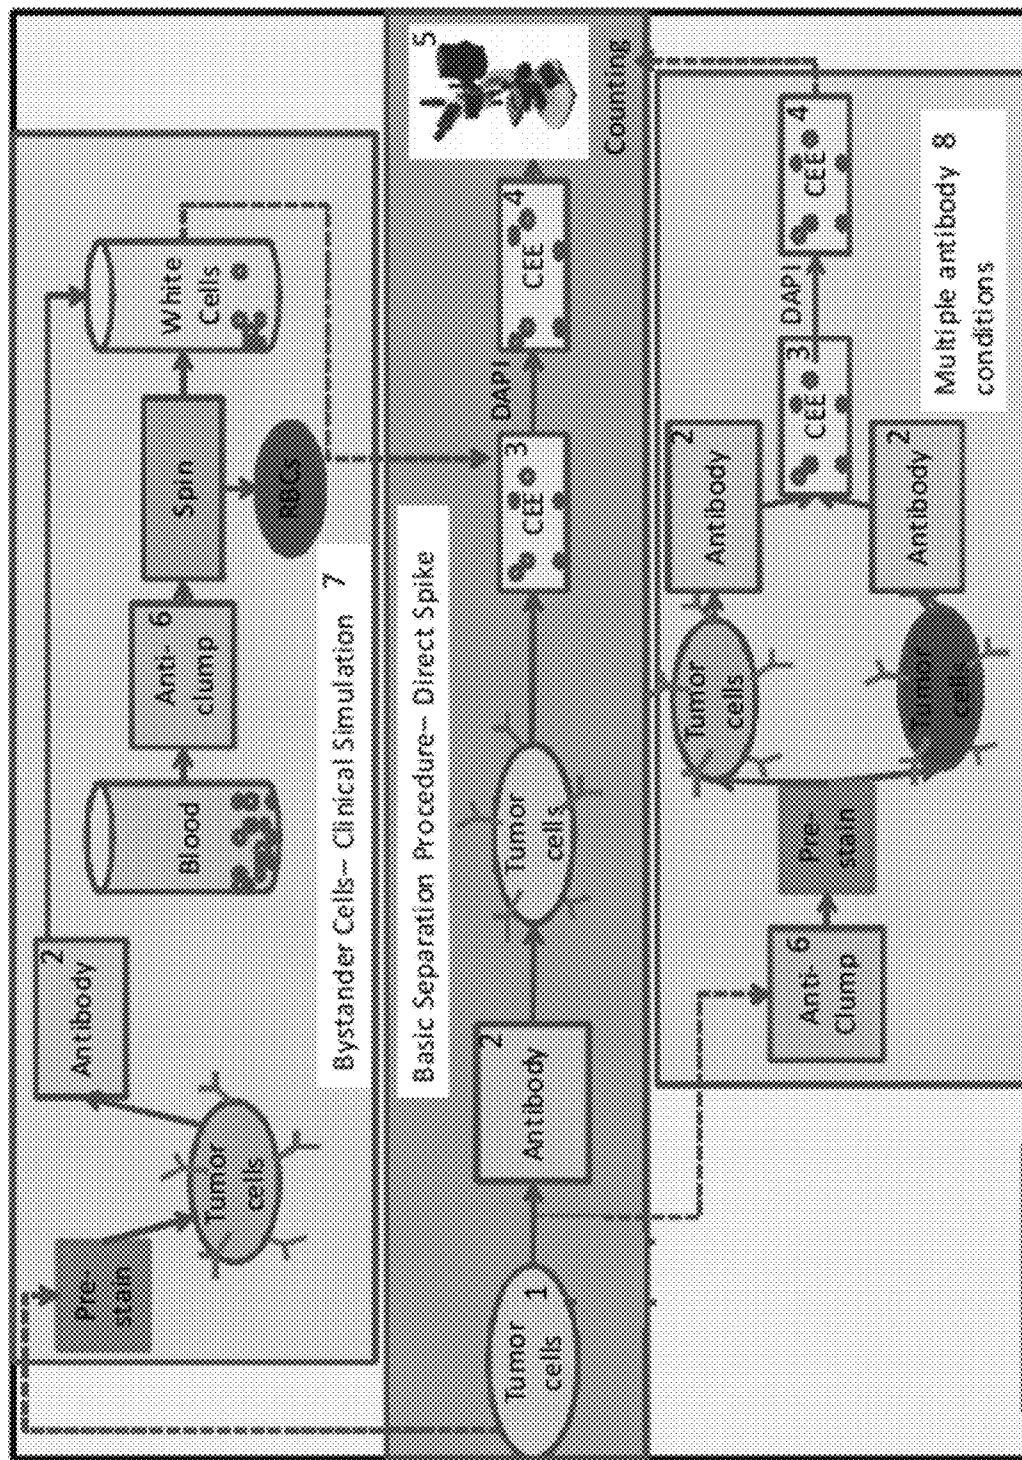 Pre-
stain
Tumor
cells
2
Antibody
Blood
Anti- 6
clump
Spin
RBCs
White
Cells
Bystander Cells-- Clinical Simulation 7
Basic Separation Procedure-- Direct Spike
Tumor 1
cells
2
Antibody
Tumor
cells
3
CEE
DAPI
4
CEE
5
Counting
Anti- 6
Clump
Pre-
stain
Tumor
cells
2
Antibody
Tumor
cells
2
Antibody
3
CEE
DAPI
4
CEE
Multiple antibody 8
conditions